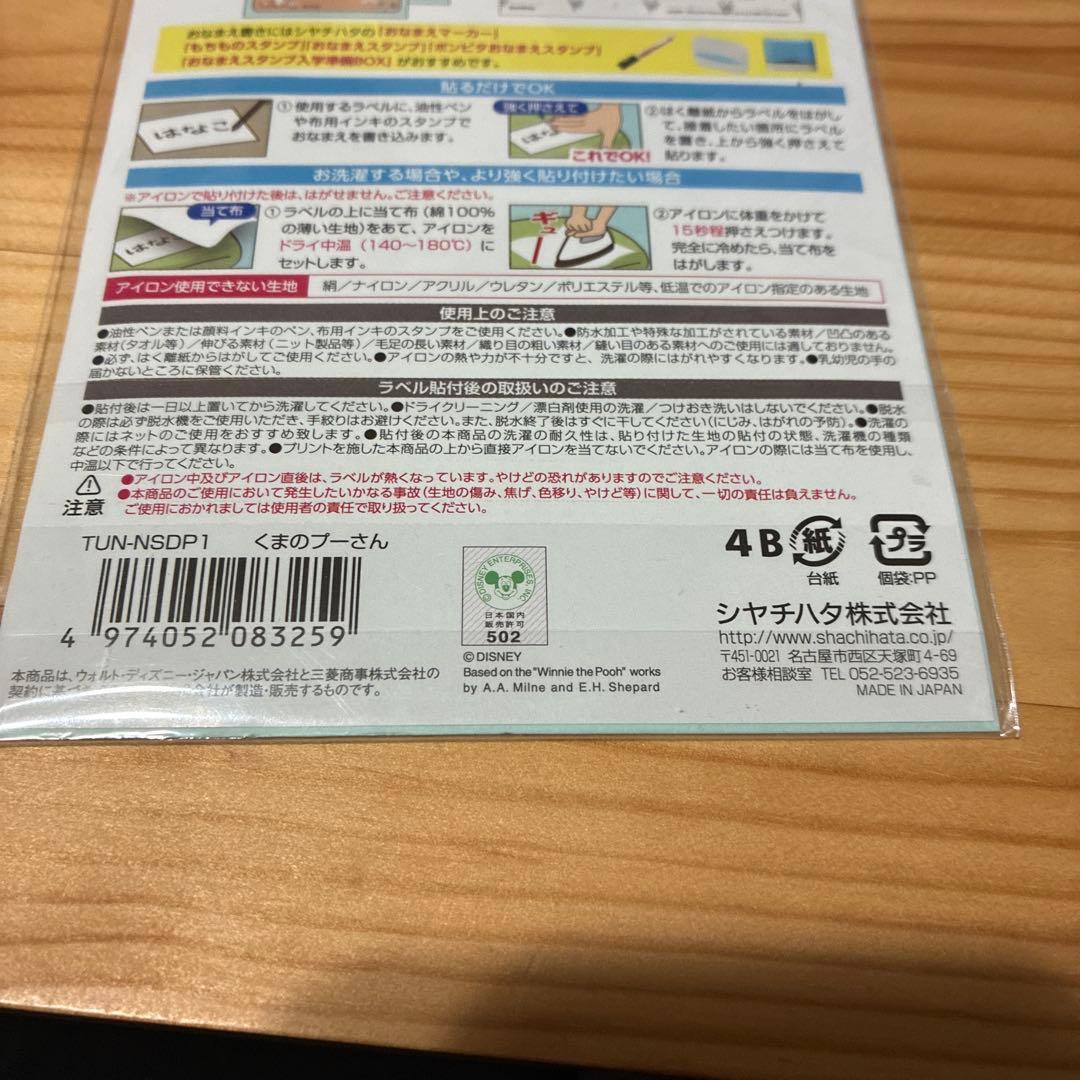 おなまえ書きにはシヤチハタの「おなまえマーカー」
「もちものスタンプ」「おなまえスタンプ」「ポンピタおなまえスタンプ」
「おなまえスタンプ入学準備BOX」がおすすめです。
貼るだけでOK
はなこ
①使用するラベルに、油性ペン
や布用インキのスタンプで
おなまえを書き込みます。
強く押さえて
はな
これでOK!
②はく離紙からラベルをはがし
て、接着したい箇所にラベル
を置き、上から強く押さえて
貼ります。
お洗濯する場合や、より強く貼り付けたい場合
※アイロンで貼り付けた後は、はがせません。ご注意ください。
当て布
はなこ
①ラベルの上に当て布（綿100%
の薄い生地）をあて、アイロンを
ドライ中温（140～180℃）に
セットします。
ギュ
②アイロンに体重をかけて
15秒程押さえつけます。
完全に冷めたら、当て布を
はがします。
アイロン使用できない生地
絹／ナイロン／アクリル／ウレタン／ポリエステル等、低温でのアイロン指定のある生地
使用上のご注意
●油性ペンまたは顔料インキのペン、布用インキのスタンプをご使用ください。●防水加工や特殊な加工がされている素材／凹凸のある
素材（タオル等）／伸びる素材（ニット製品等）／毛足の長い素材／織り目の粗い素材／縫い目のある素材へのご使用には適しておりません。
●必ず、はく離紙からはがしてご使用ください。●アイロンの熱や力が不十分ですと、洗濯の際にはがれやすくなります。●乳幼児の手の
届かないところに保管ください。
ラベル貼付後の取扱いのご注意
●貼付後は一日以上置いてから洗濯してください。●ドライクリーニング／漂白剤使用の洗濯／つけおき洗いはしないでください。●脱水
の際は必ず脱水機をご使用いただき、手絞りはお避けください。また、脱水終了後はすぐに干してください（にじみ、はがれの予防）。●洗濯の
際にはネットのご使用をおすすめ致します。●貼付後の本商品の洗濯の耐久性は、貼り付けた生地の貼付の状態、洗濯機の種類
などの条件によって異なります。●プリントを施した本商品の上から直接アイロンを当てないでください。アイロンの際には当て布を使用し、
中温以下で行ってください。
注意
●アイロン中及びアイロン直後は、ラベルが熱くなっています。やけどの恐れがありますのでご注意ください。
●本商品のご使用において発生したいかなる事故（生地の傷み、焦げ、色移り、やけど等）に関して、一切の責任は負えません。
ご使用におかれましては使用者の責任で取り扱ってください。
TUN-NSDP1 くまのプーさん
4 974052 083259
本商品は、ウォルト・ディズニー・ジャパン株式会社と三菱商事株式会社の
契約に基づ
会社が製造・販売するものです。
©DISNEY ENTERPRISES, INC.
日本国内
販売許可
502
©DISNEY
Based on the "Winnie the Pooh" works
by A.A. Milne and E.H. Shepard
4B
紙
台紙
プラ
個袋:PP
シヤチハタ株式会社
http://www.shachihata.co.jp/
〒451-0021 名古屋市西区天塚町4-69
お客様相談室 TEL 052-523-6935
MADE IN JAPAN